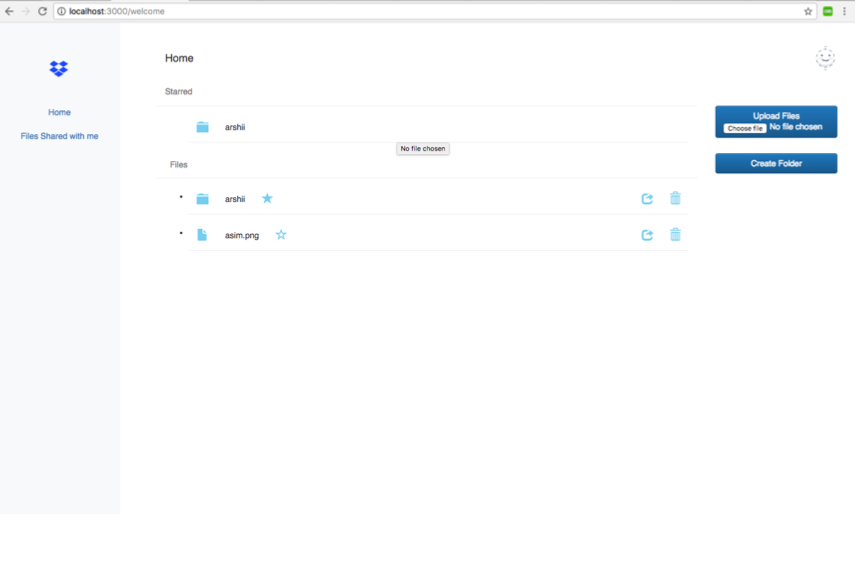 localhost:3000/welcome
Home
Starred
arshii
No file chosen
Files
arshii
asim.png
Home
Files Shared with me
Upload Files
Choose file No file chosen
Create Folder